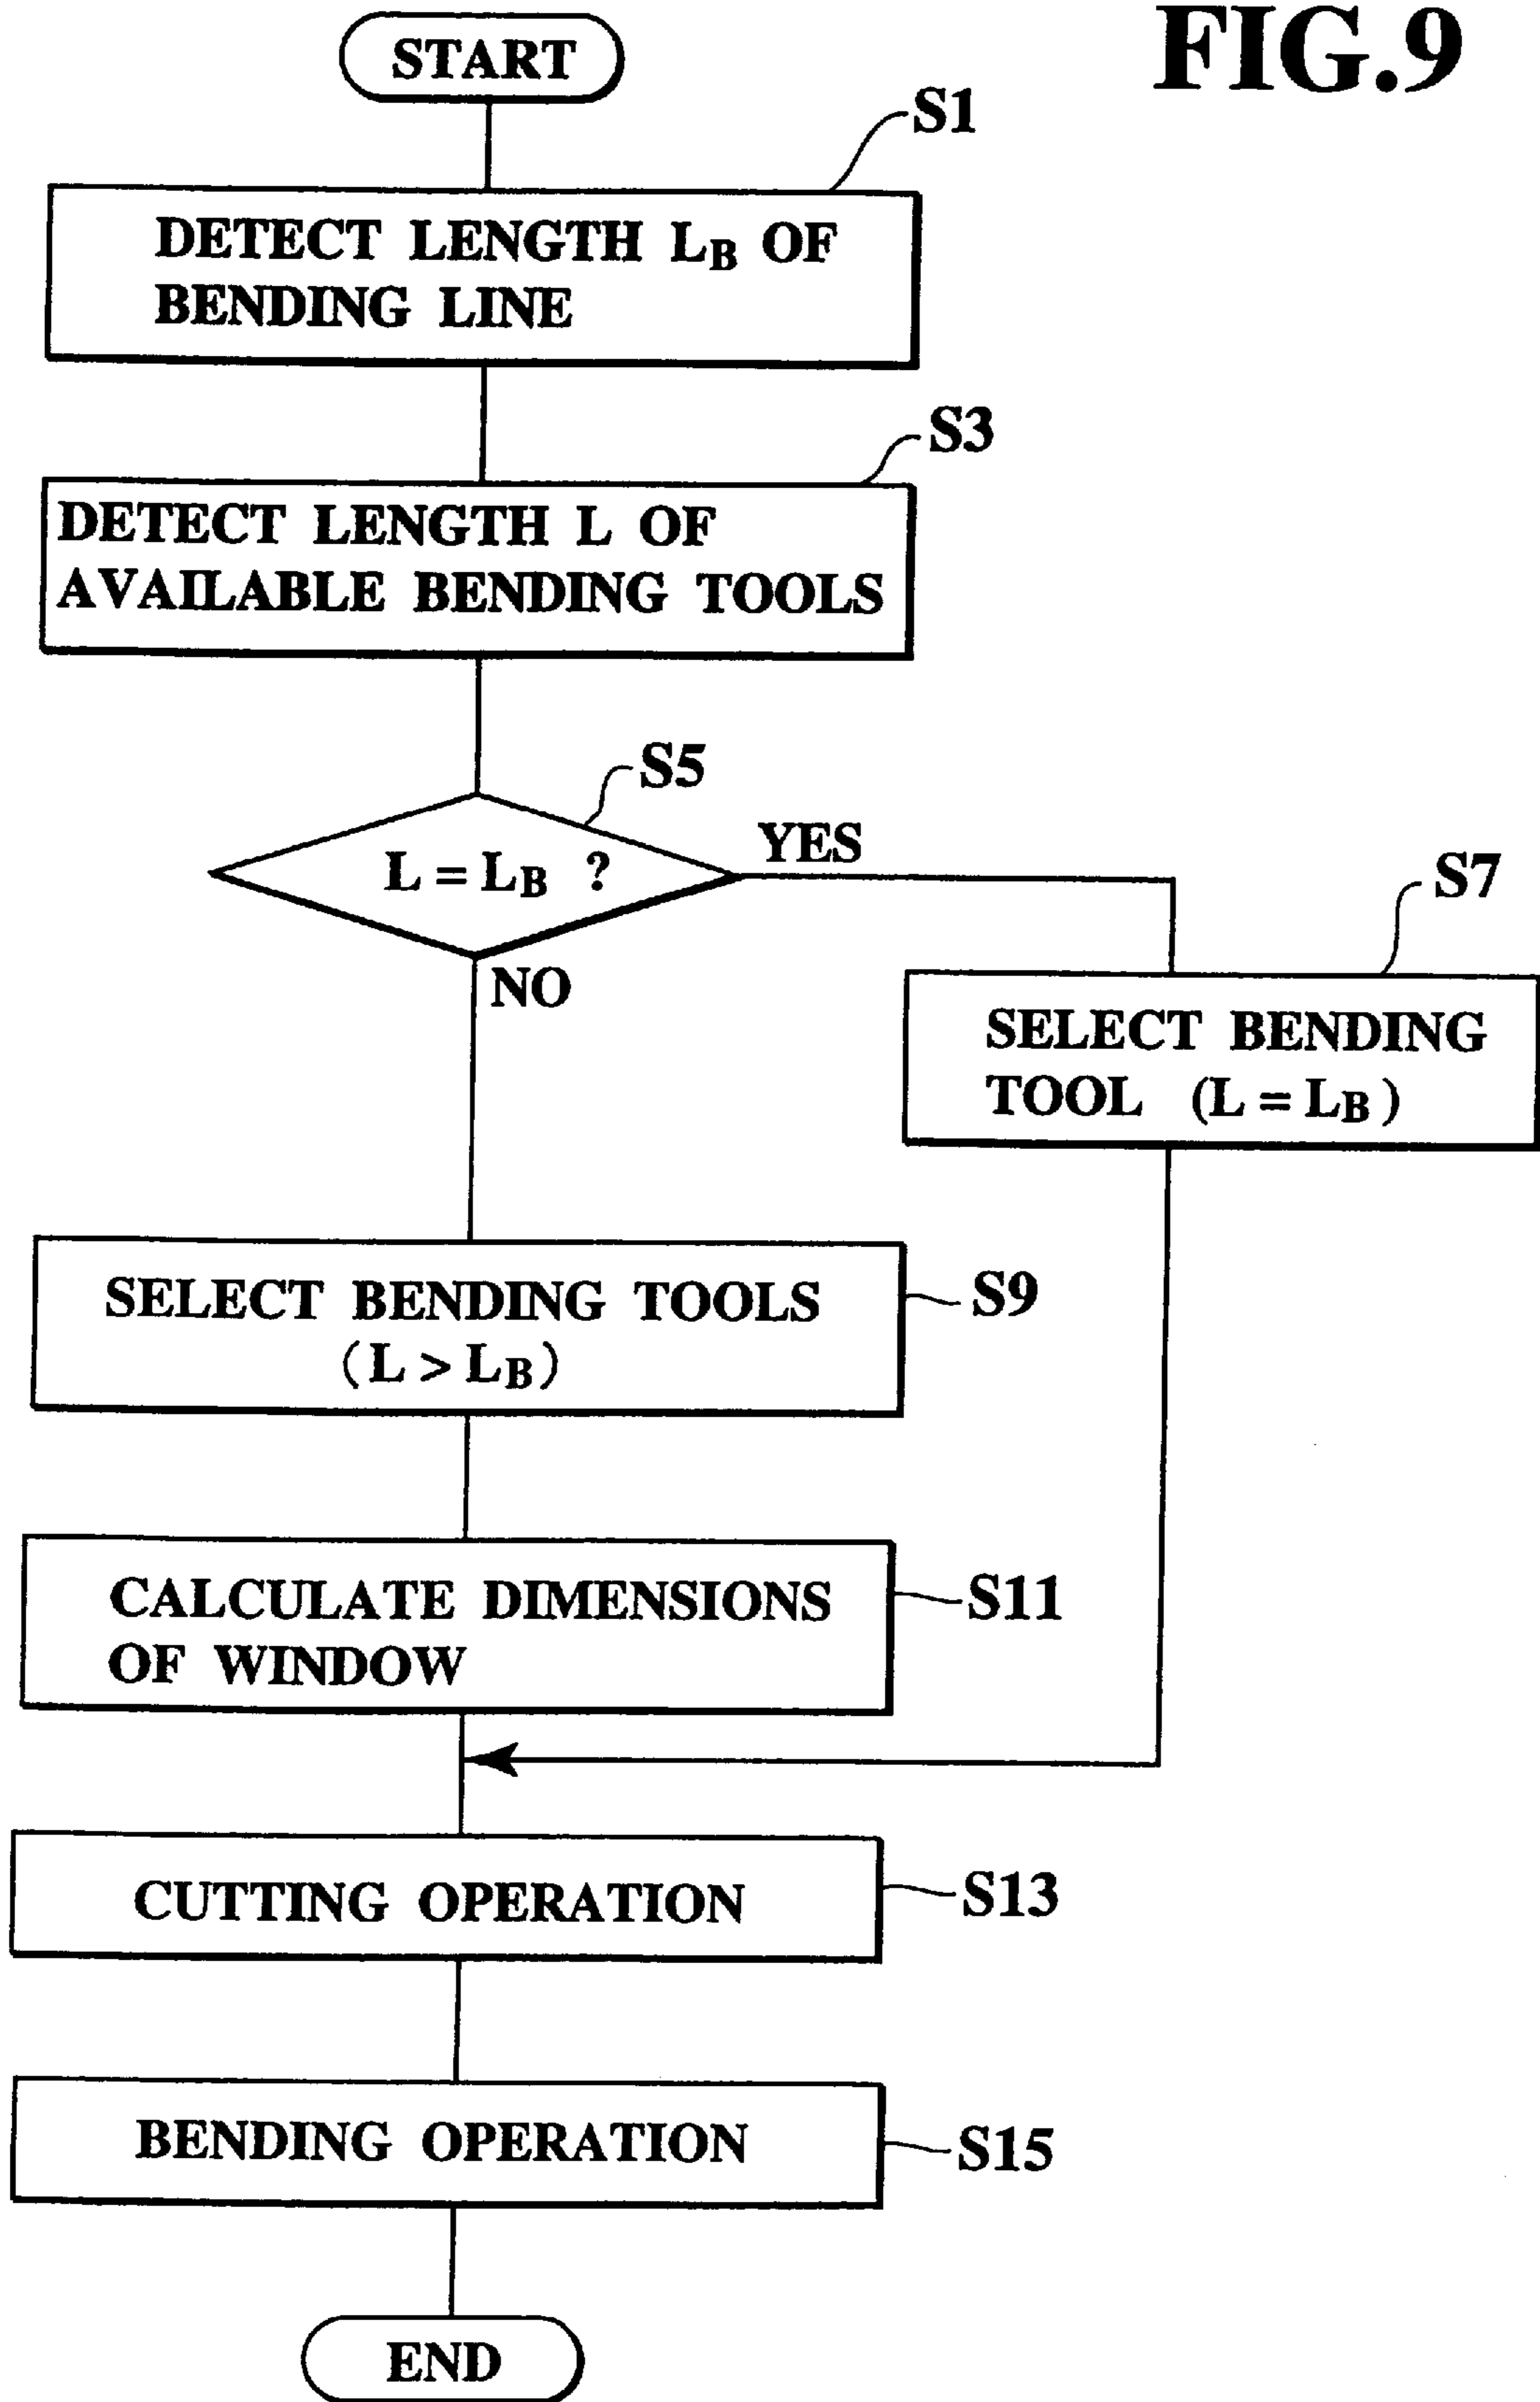 FIG.9
START
S1
DETECT LENGTH LB OF
BENDING LINE
S3
DETECT LENGTH L OF
AVAILABLE BENDING TOOLS
S5
L = LB ?
YES
NO
S7
SELECT BENDING
TOOL (L = LB)
SELECT BENDING TOOLS
(L > LB)
S9
CALCULATE DIMENSIONS
OF WINDOW
S11
CUTTING OPERATION
S13
BENDING OPERATION
S15
END